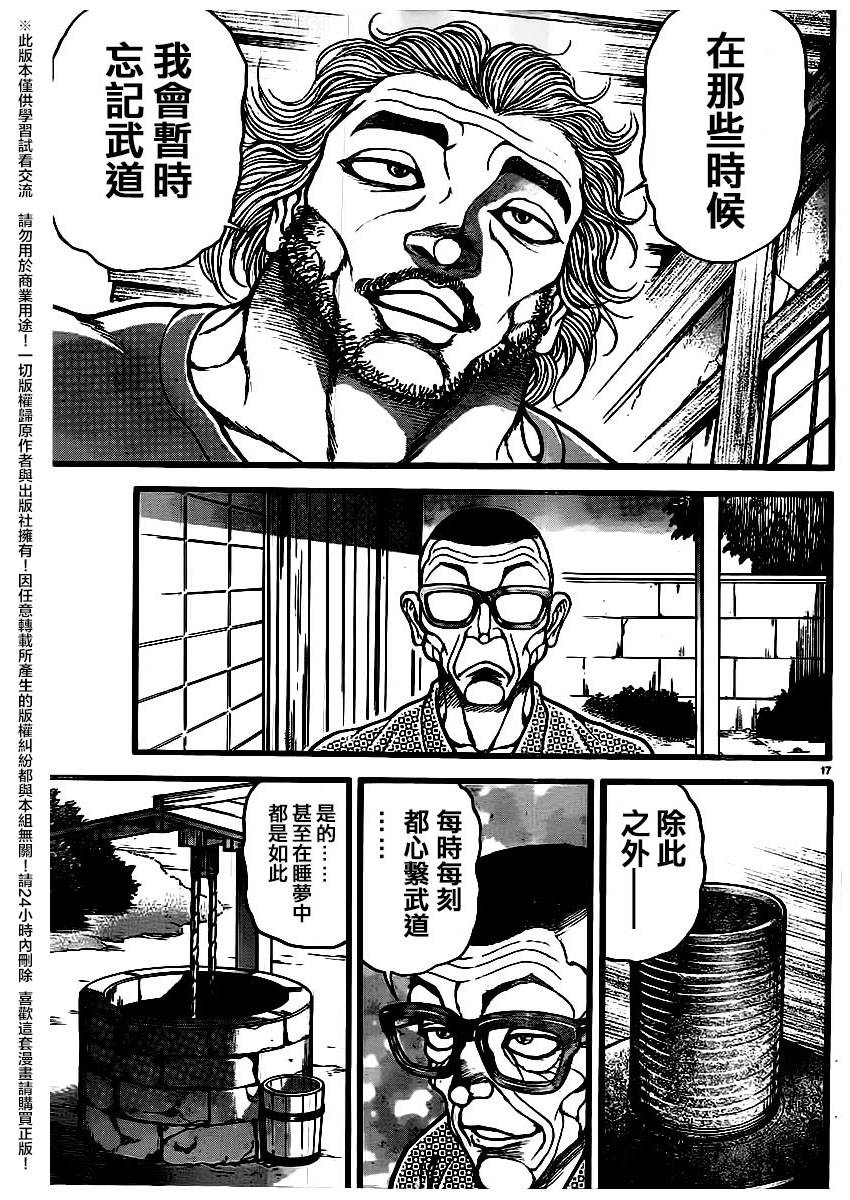 在那些時候
我會暫時
忘記武道
17
除此
之外——
每時每刻
都心繫武道
……
是的……
甚至在睡夢中
都是如此
※此版本僅供學習試看交流 請勿用於商業用途！一切版權歸原作者與出版社擁有！因任意轉載所產生的版權糾紛都與本組無關！請24小時內刪除 喜歡這套漫畫請購買正版！